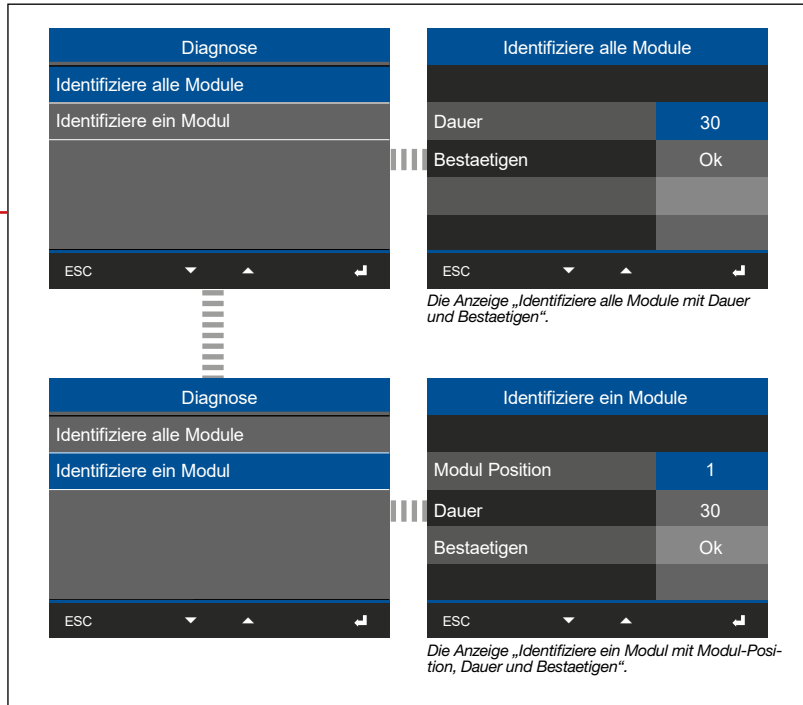 Diagnose
Identifiziere alle Module
Identifiziere ein Modul
ESC
Identifiziere alle Module
Dauer 30
Bestaetigen Ok
ESC
Die Anzeige „Identifiziere alle Module mit Dauer
und Bestaetigen“.
Diagnose
Identifiziere alle Module
Identifiziere ein Modul
ESC
Identifiziere ein Module
Modul Position 1
Dauer 30
Bestaetigen Ok
ESC
Die Anzeige „Identifiziere ein Modul mit Modul-Posi-
tion, Dauer und Bestaetigen“.